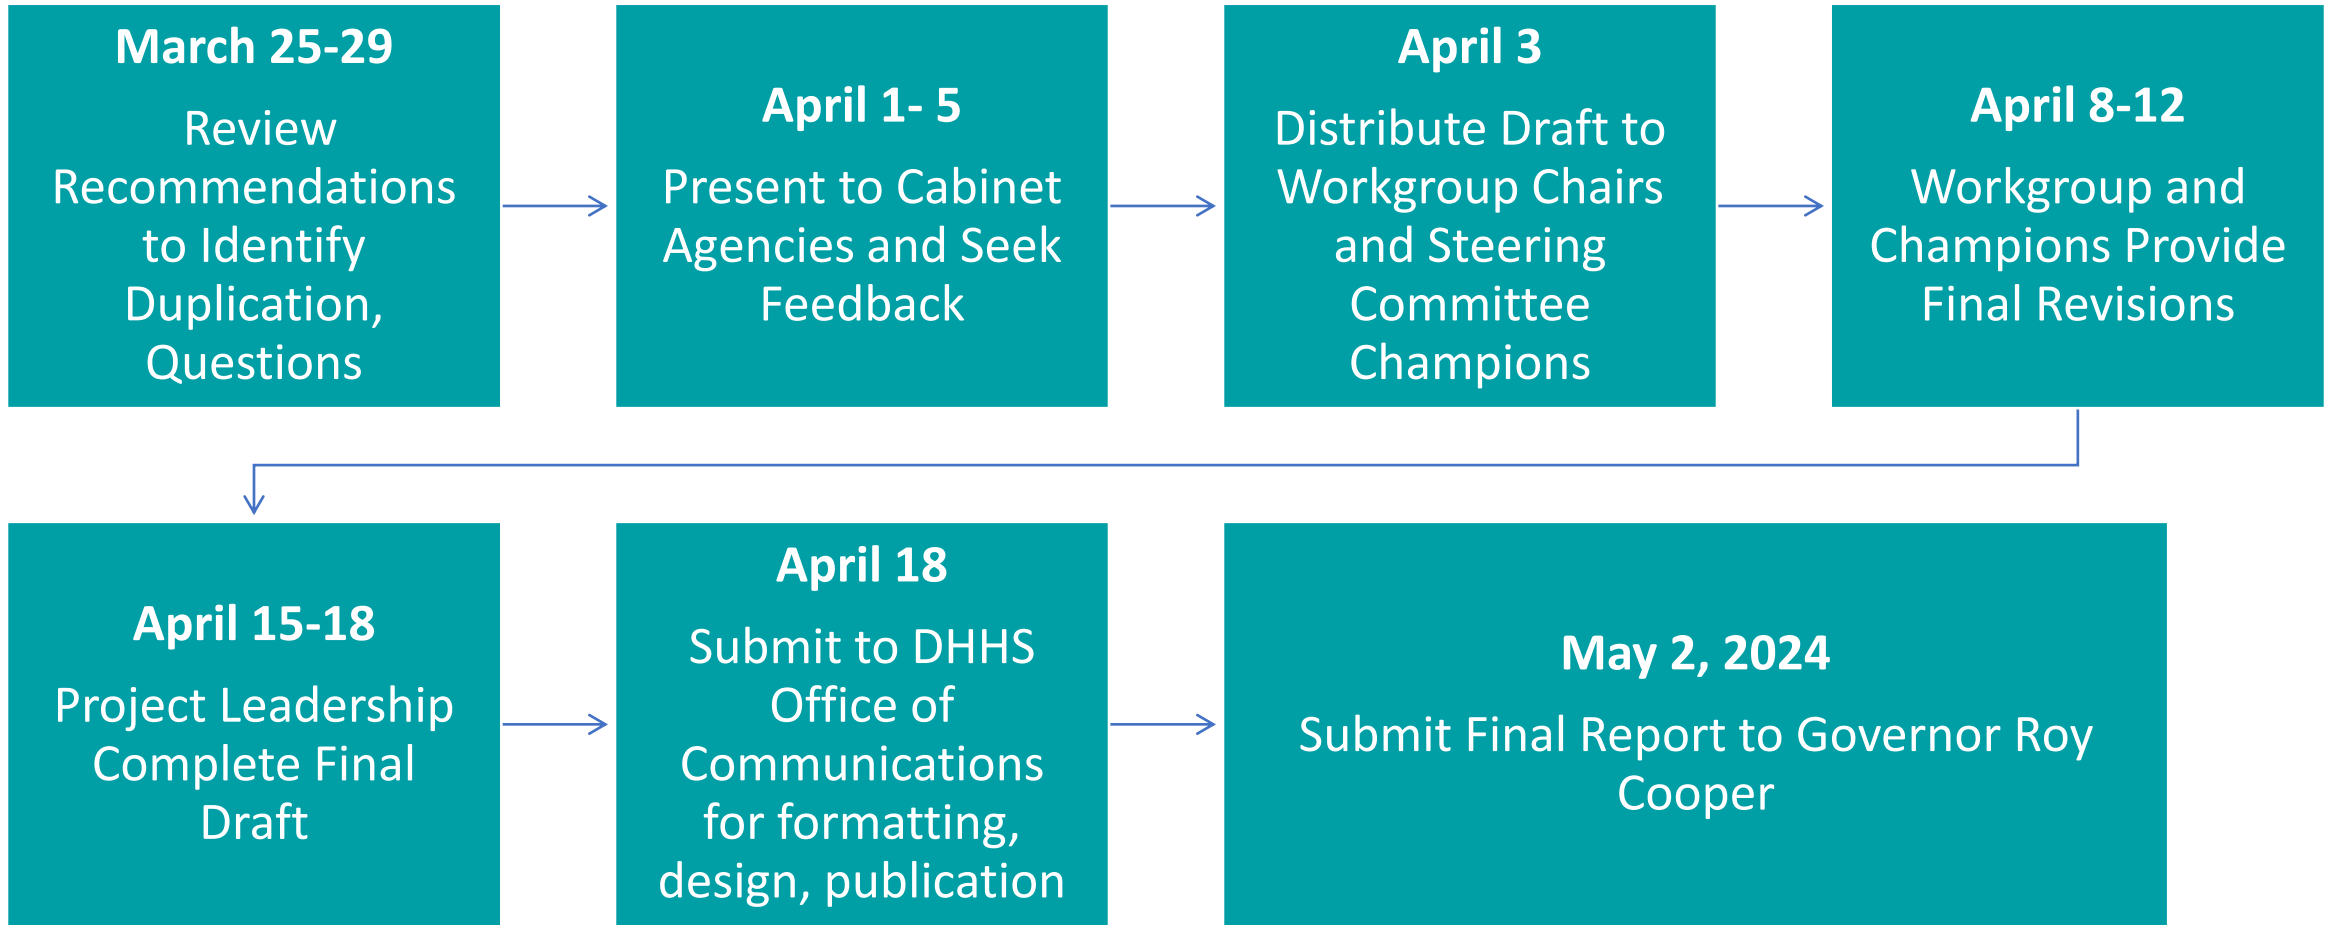 March 25-29
Review
Recommendations
to Identify
Duplication,
Questions
April 1- 5
Present to Cabinet
Agencies and Seek
Feedback
April 3
Distribute Draft to
Workgroup Chairs
and Steering
Committee
Champions
April 8-12
Workgroup and
Champions Provide
Final Revisions
April 15-18
Project Leadership
Complete Final
Draft
April 18
Submit to DHHS
Office of
Communications
for formatting,
design, publication
May 2, 2024
Submit Final Report to Governor Roy
Cooper